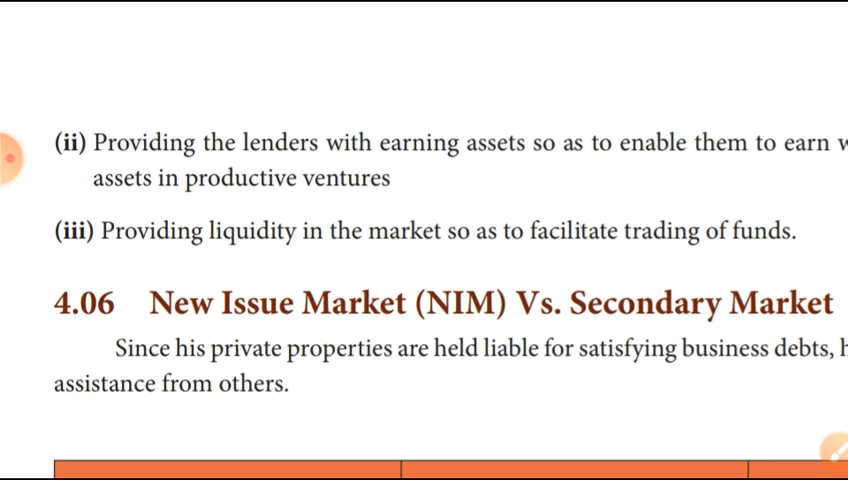 (ii) Providing the lenders with earning assets so as to enable them to earn
assets in productive ventures
(iii) Providing liquidity in the market so as to facilitate trading of funds.
4.06 New Issue Market (NIM) Vs. Secondary Market
Since his private properties are held liable for satisfying business debts,
assistance from others.